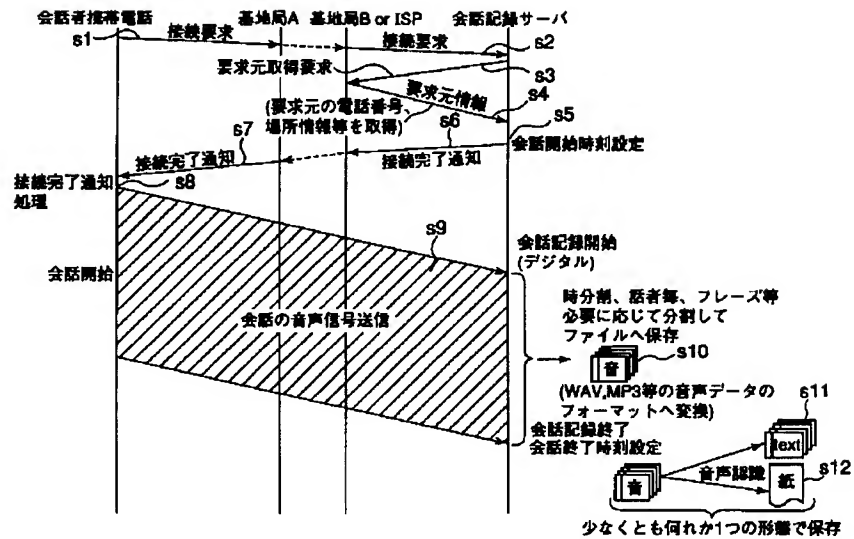 会話者携帯電話
基地局A
基地局B or ISP
会話記録サーバ
s1
接続要求
接続要求
s2
要求元取得要求
s3
要求元情報
s4
(要求元の電話番号、
場所情報等を取得)
s5
会話開始時刻設定
s6
接続完了通知
s7
接続完了通知
s8
接続完了通知
処理
s9
会話記録開始
(デジタル)
会話開始
会話の音声信号送信
時分割、話者毎、フレーズ等
必要に応じて分割して
ファイルへ保存
音
s10
(WAV,MP3等の音声データの
フォーマットへ変換)
会話記録終了
会話終了時刻設定
s11
text
音声認識
s12
音
紙
少なくとも何れか1つの形態で保存